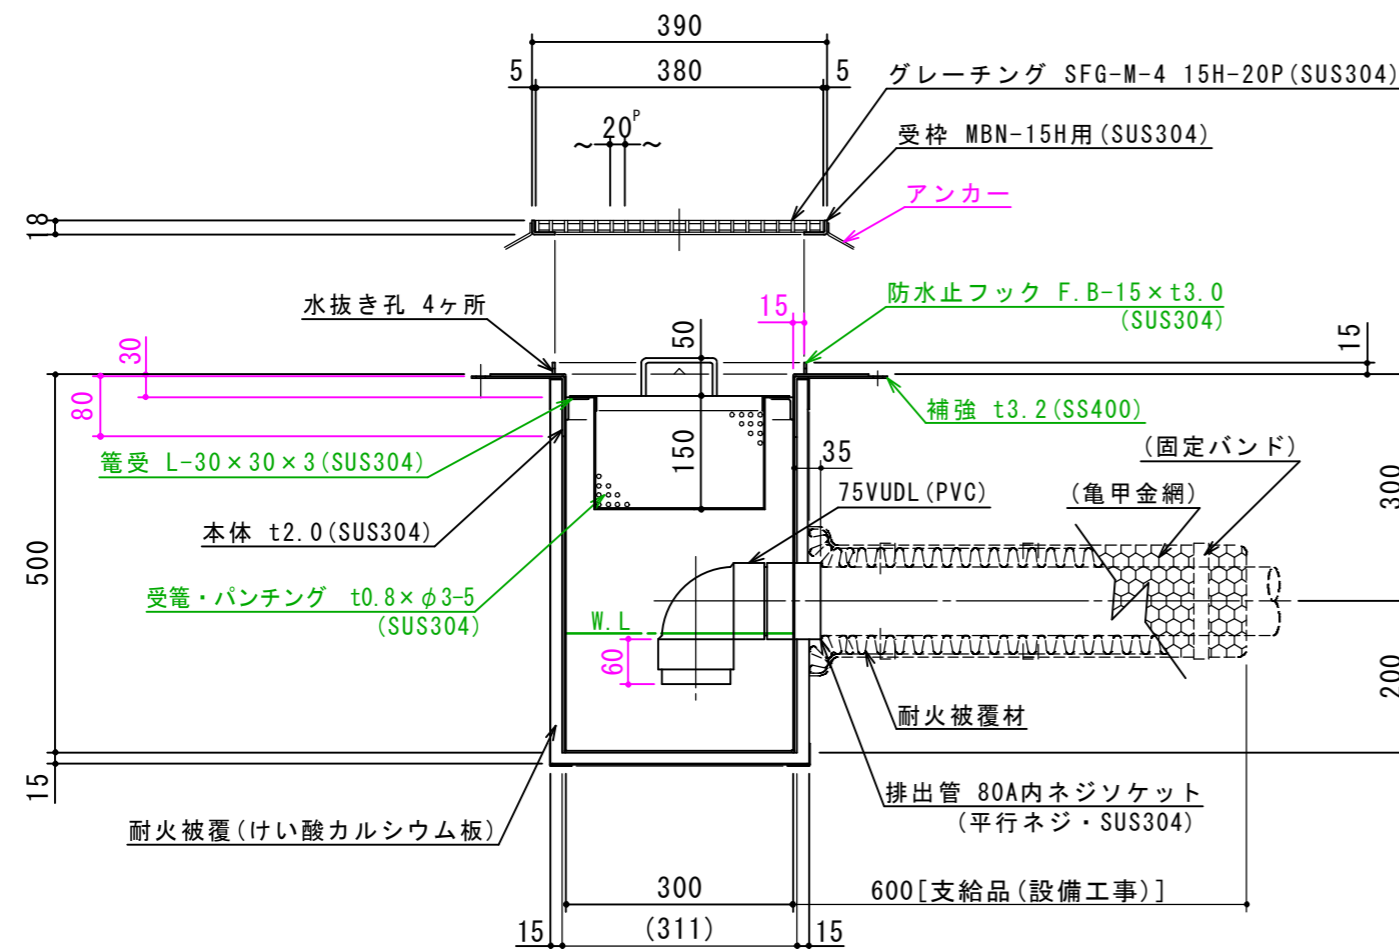 390
5 380 5
グレーチング SFG-M-4 15H-20P(SUS304)
20P
~ ~
受枠 MBN-15H用(SUS304)
アンカー
18
水抜き孔 4ヶ所
50
15
防水止フック F.B-15×t3.0
(SUS304)
15
30
80
補強 t3.2(SS400)
籠受 L-30×30×3(SUS304)
150
35
(固定バンド)
75VUDL(PVC)
(亀甲金網)
300
本体 t2.0(SUS304)
500
受籠・パンチング t0.8×φ3-5
(SUS304)
W.L
60
200
耐火被覆材
15
排出管 80A内ネジソケット
(平行ネジ・SUS304)
耐火被覆(けい酸カルシウム板)
300
600[支給品(設備工事)]
15 (311) 15